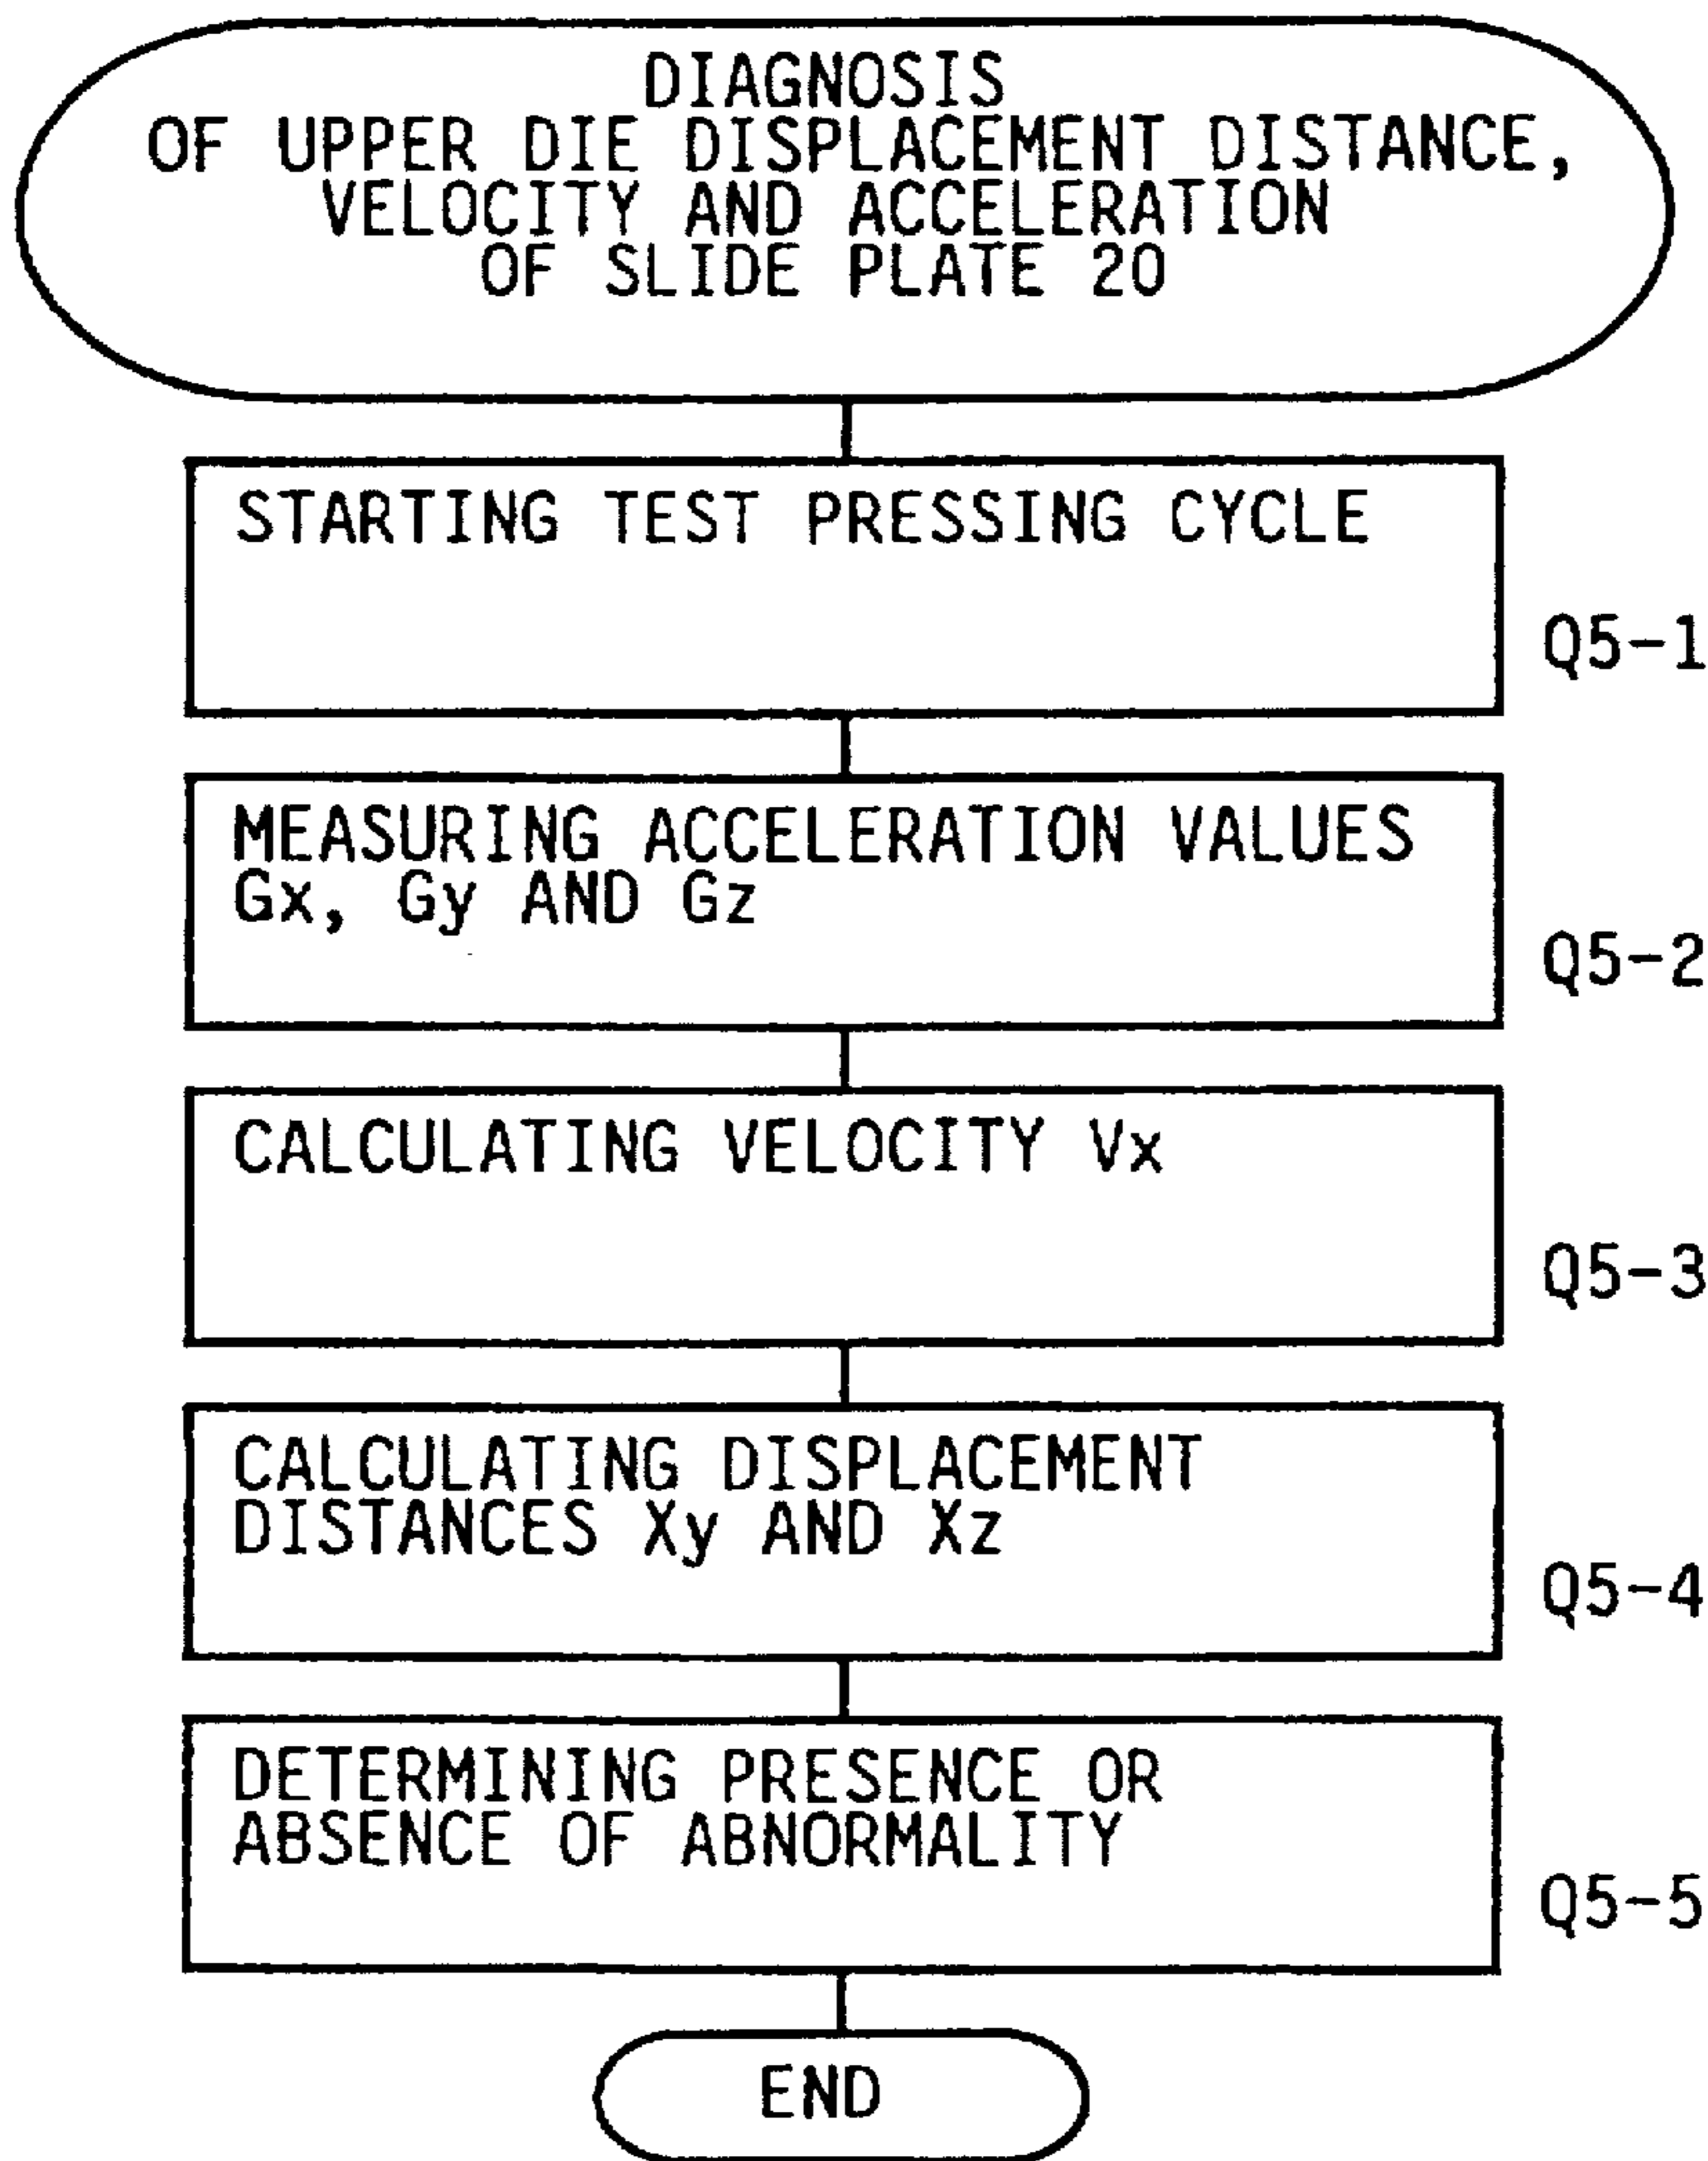 DIAGNOSIS
OF UPPER DIE DISPLACEMENT DISTANCE,
VELOCITY AND ACCELERATION
OF SLIDE PLATE 20
STARTING TEST PRESSING CYCLE
Q5-1
MEASURING ACCELERATION VALUES
Gx, Gy AND Gz
Q5-2
CALCULATING VELOCITY Vx
Q5-3
CALCULATING DISPLACEMENT
DISTANCES Xy AND Xz
Q5-4
DETERMINING PRESENCE OR
ABSENCE OF ABNORMALITY
Q5-5
END